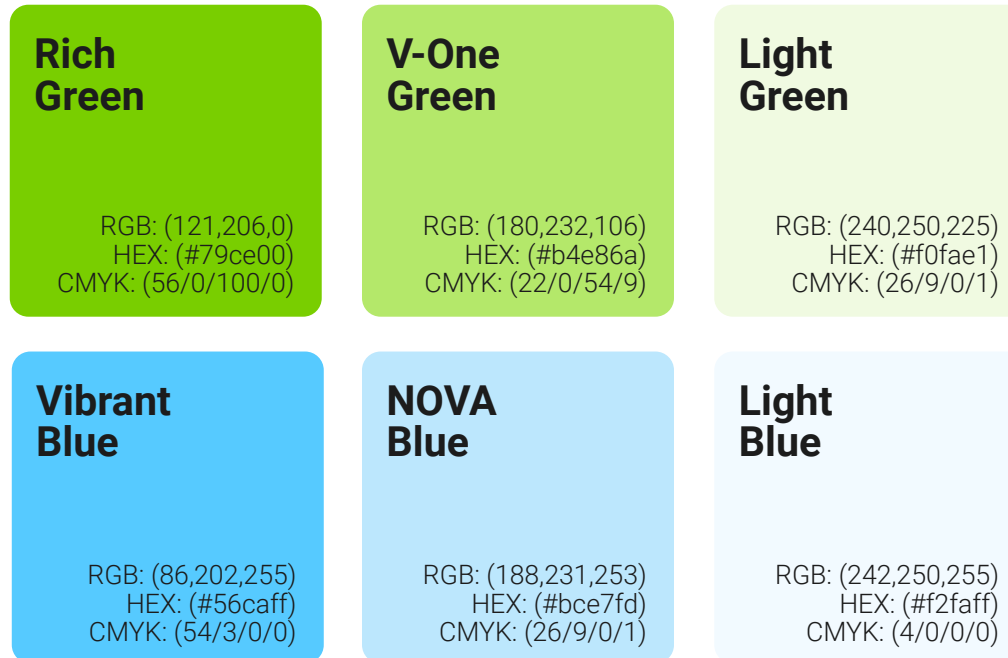 Rich
Green
RGB: (121,206,0)
HEX: (#79ce00)
CMYK: (56/0/100/0)
V-One
Green
RGB: (180,232,106)
HEX: (#b4e86a)
CMYK: (22/0/54/9)
Light
Green
RGB: (240,250,225)
HEX: (#f0fae1)
CMYK: (26/9/0/1)
Vibrant
Blue
RGB: (86,202,255)
HEX: (#56caff)
CMYK: (54/3/0/0)
NOVA
Blue
RGB: (188,231,253)
HEX: (#bce7fd)
CMYK: (26/9/0/1)
Light
Blue
RGB: (242,250,255)
HEX: (#f2faff)
CMYK: (4/0/0/0)